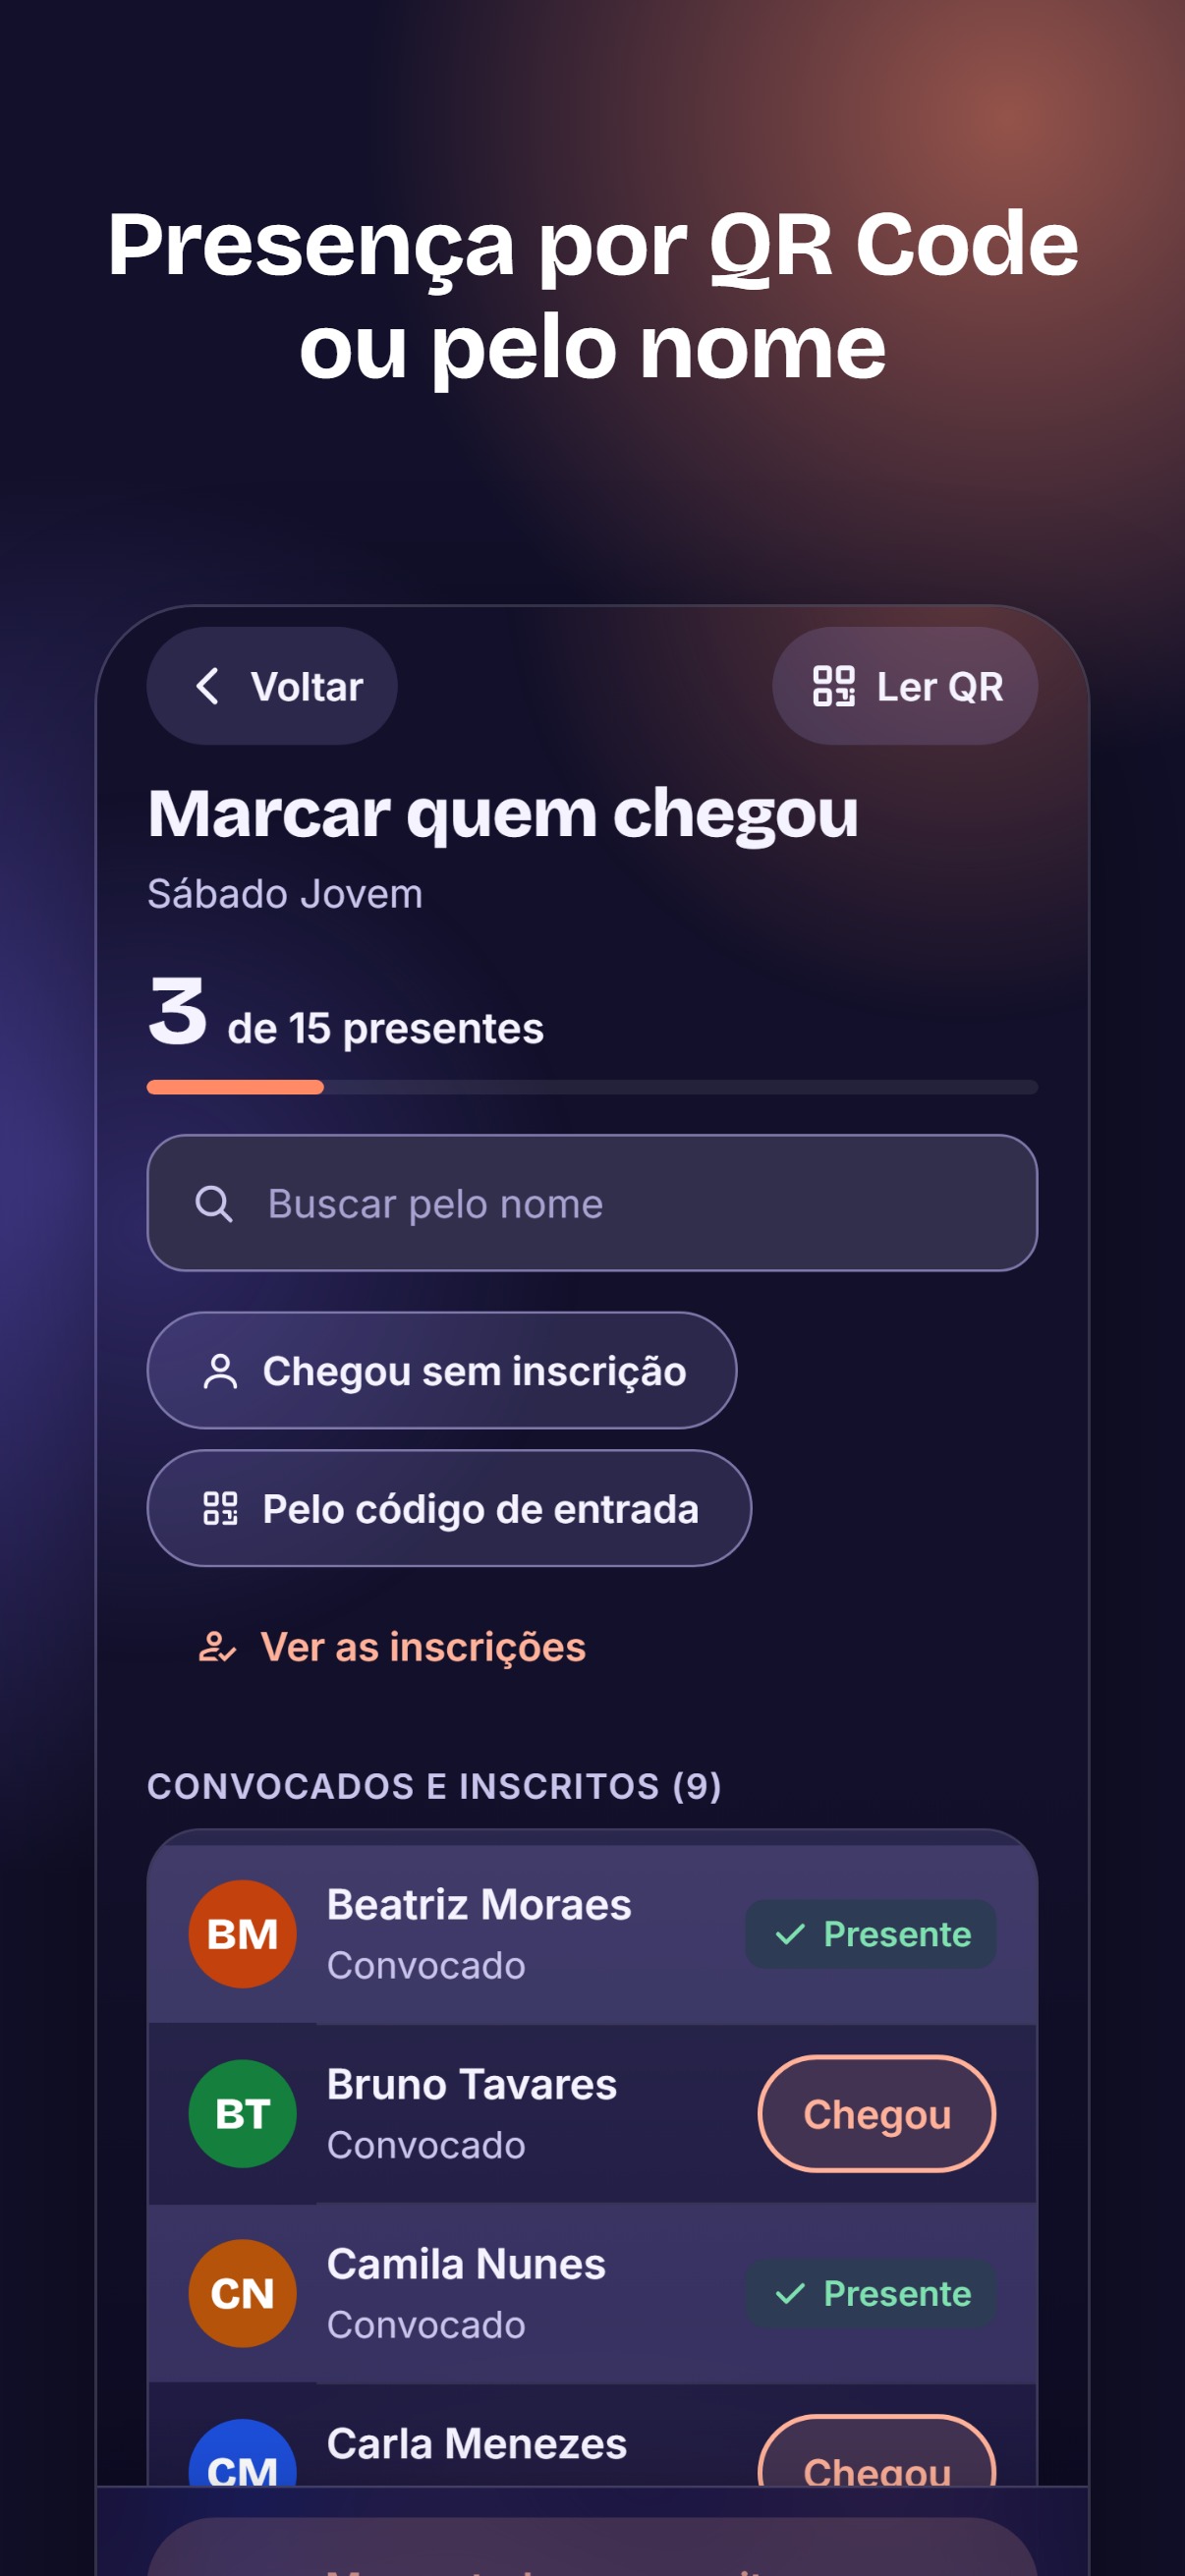 Presença por QR Code
ou pelo nome
Voltar
Ler QR
Marcar quem chegou
Sábado Jovem
3 de 15 presentes
Buscar pelo nome
Chegou sem inscrição
Pelo código de entrada
Ver as inscrições
CONVOCADOS E INSCRITOS (9)
BM
Beatriz Moraes
Convocado
Presente
BT
Bruno Tavares
Convocado
Chegou
CN
Camila Nunes
Convocado
Presente
CM
Carla Menezes
Chegou